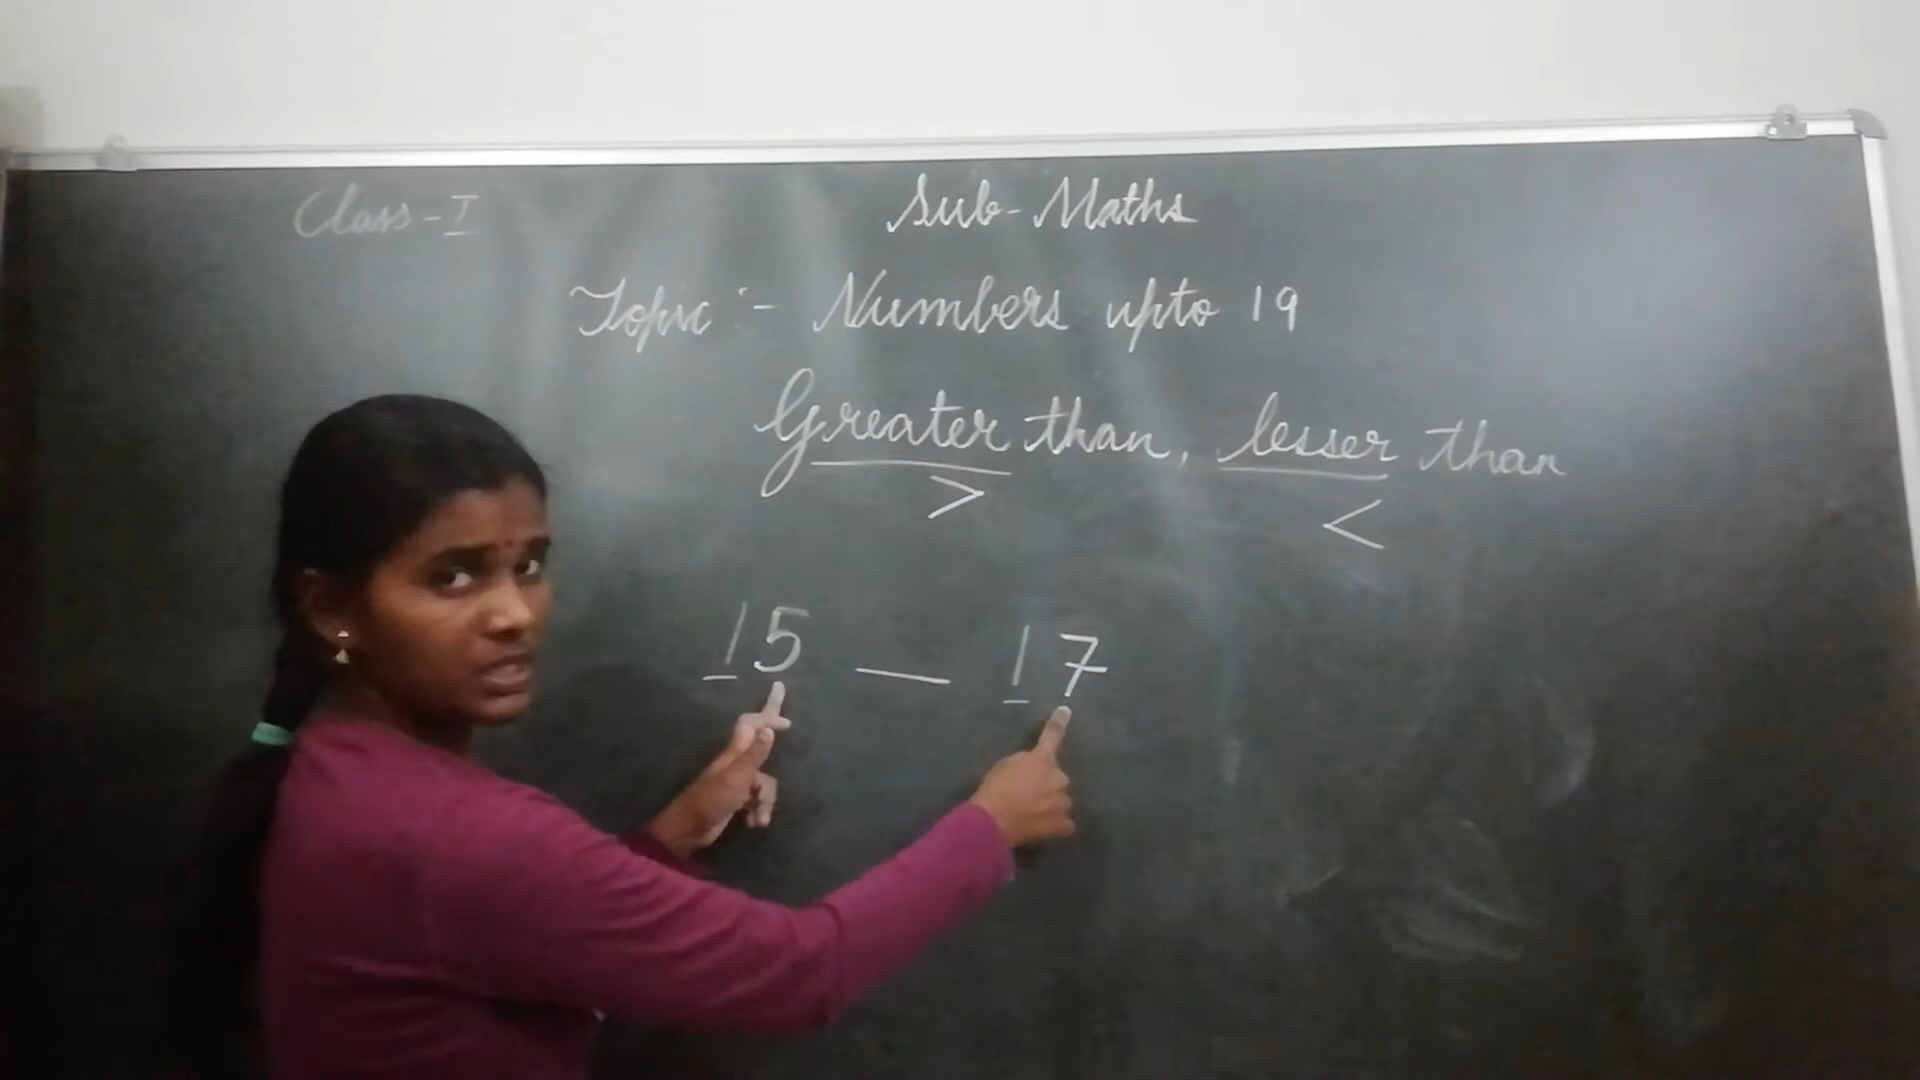 Class-I Sub-Maths
Topic :- Numbers upto 19
Greater than, lesser than
> <
15 — 17